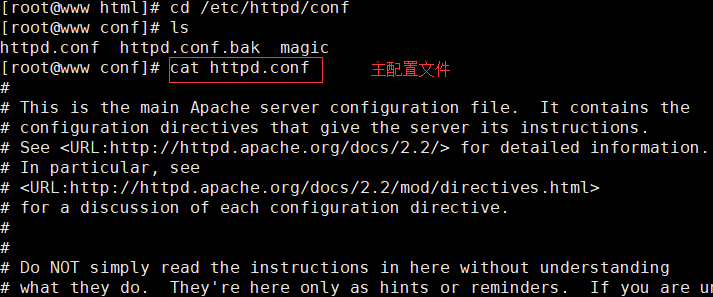 [root@www html]# cd /etc/httpd/conf
[root@www conf]# ls
httpd.conf  httpd.conf.bak  magic
[root@www conf]# cat httpd.conf 主配置文件
#
# This is the main Apache server configuration file.  It contains the
# configuration directives that give the server its instructions.
# See <URL:http://httpd.apache.org/docs/2.2/> for detailed information.
# In particular, see
# <URL:http://httpd.apache.org/docs/2.2/mod/directives.html>
# for a discussion of each configuration directive.
#
#
# Do NOT simply read the instructions in here without understanding
# what they do.  They're here only as hints or reminders.  If you are